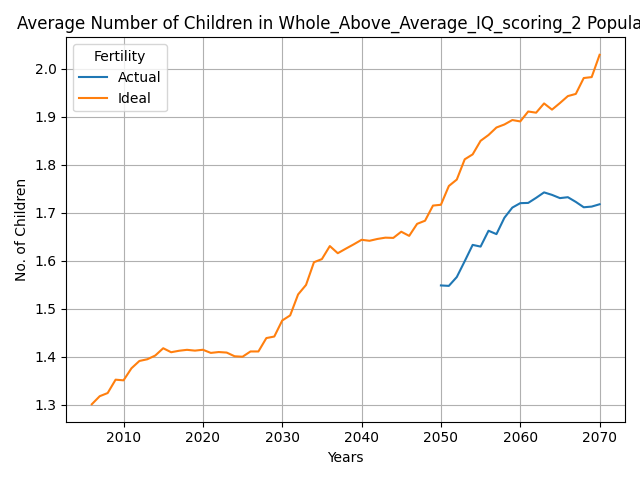 Average Number of Children in Whole_Above_Average_IQ_scoring_2 Popula
Fertility
Actual
Ideal
No. of Children
2.0
1.9
1.8
1.7
1.6
1.5
1.4
1.3
2010 2020 2030 2040 2050 2060 2070
Years